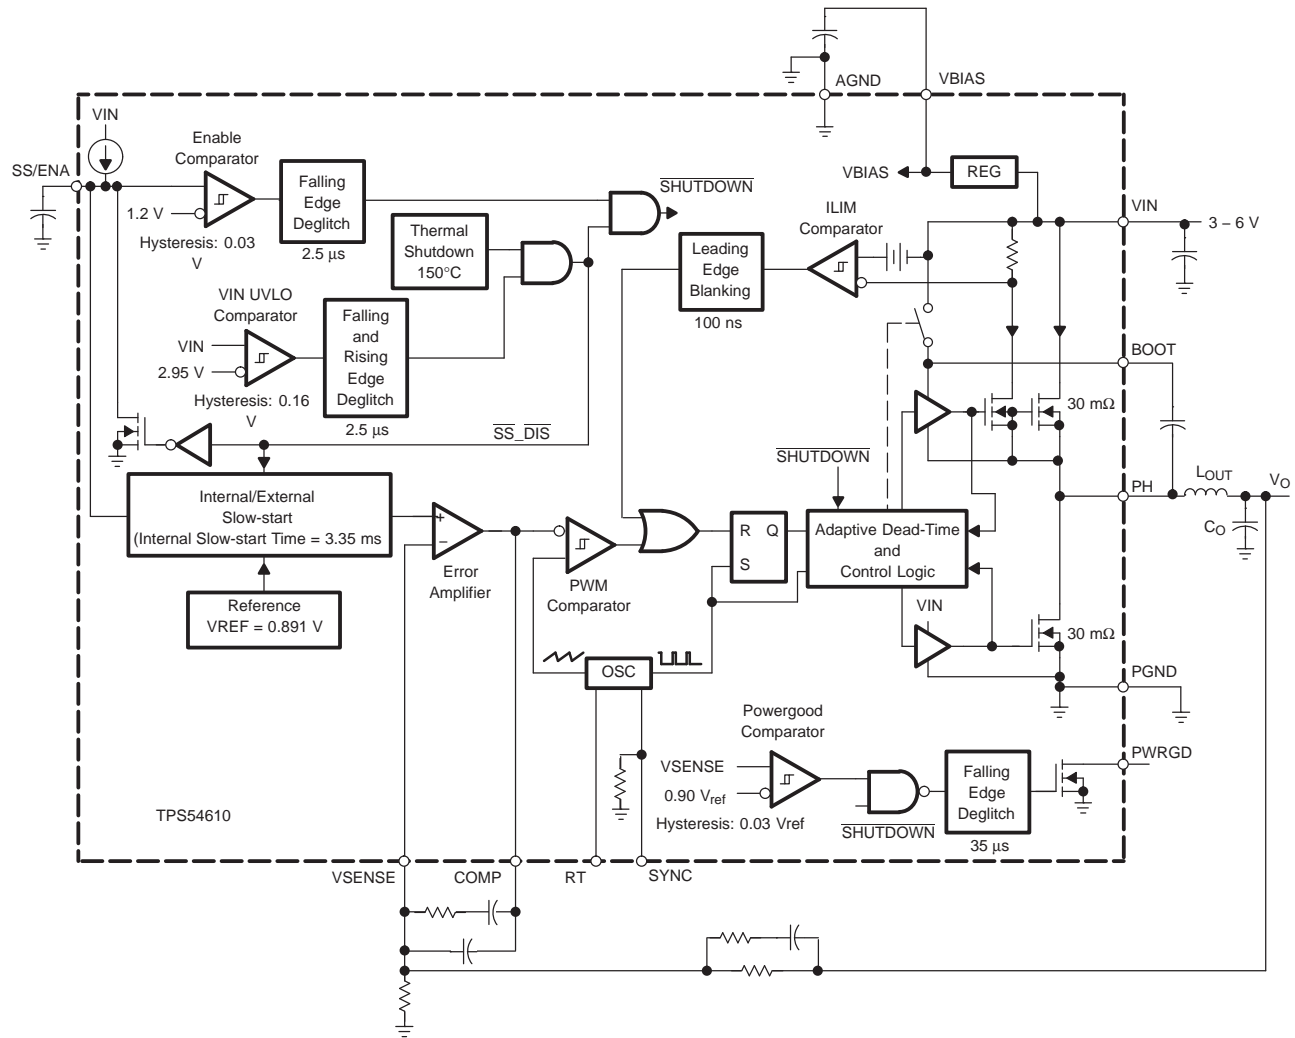 AGND
VBIAS
VIN
SS/ENA
Enable
Comparator
1.2 V
Hysteresis: 0.03
V
Falling
Edge
Deglitch
2.5 μs
SHUTDOWN
Thermal
Shutdown
150°C
VBIAS
REG
VIN
3 – 6 V
ILIM
Comparator
Leading
Edge
Blanking
100 ns
VIN UVLO
Comparator
VIN
2.95 V
Hysteresis: 0.16
V
Falling
and
Rising
Edge
Deglitch
2.5 μs
BOOT
30 mΩ
SS_DIS
SHUTDOWN
Internal/External
Slow-start
(Internal Slow-start Time = 3.35 ms
Reference
VREF = 0.891 V
+
−
Error
Amplifier
PWM
Comparator
R Q
S
Adaptive Dead-Time
and
Control Logic
PH
LOUT
VO
CO
VIN
30 mΩ
OSC
PGND
Powergood
Comparator
VSENSE
0.90 Vref
Hysteresis: 0.03 Vref
SHUTDOWN
Falling
Edge
Deglitch
35 μs
PWRGD
TPS54610
VSENSE
COMP
RT
SYNC